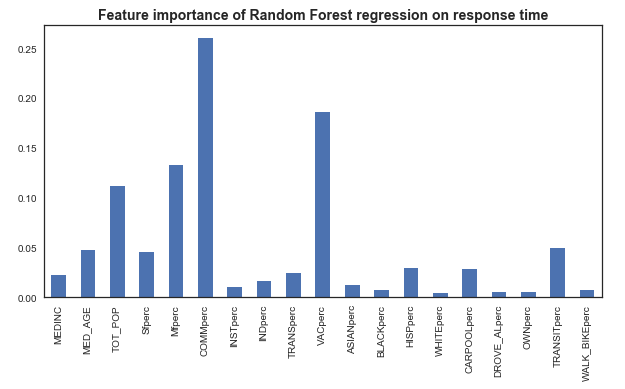 Feature importance of Random Forest regression on response time
0.25
0.20
0.15
0.10
0.05
0.00
MEDINC
MED_AGE
TOT_POP
Sfperc
Mfperc
COMMperc
INSTperc
INDperc
TRANSperc
VACperc
ASIANperc
BLACKperc
HISPperc
WHITEperc
CARPOOLperc
DROVE_ALperc
OWNperc
TRANSITperc
WALK_BIKEperc